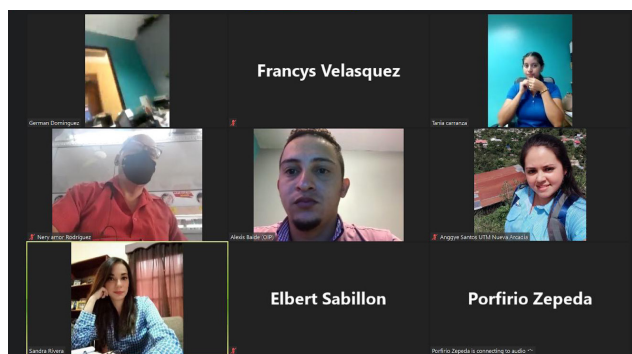 German Dominguez
Francys Velasquez
Tania carranza
Nery amor Rodriguez
Alexis Baide (OIP)
Anggye Santos UTM Nueva Arcadia
Sandra Rivera
Elbert Sabillon
Porfirio Zepeda
Porfirio Zepeda is connecting to audio